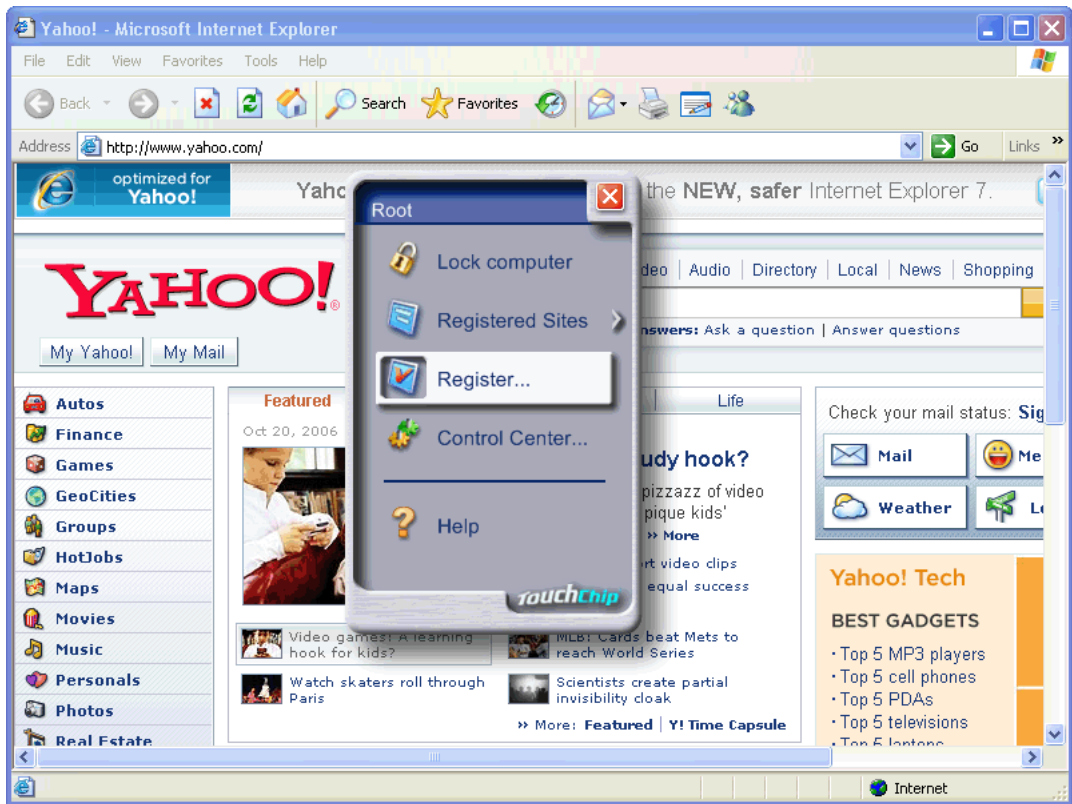 Yahoo! - Microsoft Internet Explorer
File Edit View Favorites Tools Help
Back Search Favorites
Address http://www.yahoo.com/ Go Links »
optimized for
Yahoo!
Yaho the NEW, safer Internet Explorer 7.
Root
Lock computer
Registered Sites
Register...
Control Center...
Help
TouchChip
YAHOO!
deo | Audio | Directory | Local | News | Shopping
nswers: Ask a question | Answer questions
My Yahoo! My Mail
Autos
Finance
Games
GeoCities
Groups
HotJobs
Maps
Movies
Music
Personals
Photos
Real Estate
Featured Life
Oct 20, 2006
udy hook?
pizzazz of video
pique kids'
» More
rt video clips
equal success
Video games: A learning
hook for kids?
MLB: Cards beat Mets to
reach World Series
Watch skaters roll through
Paris
Scientists create partial
invisibility cloak
» More: Featured | Y! Time Capsule
Check your mail status: Sig
Mail Me
Weather
Yahoo! Tech
BEST GADGETS
· Top 5 MP3 players
· Top 5 cell phones
· Top 5 PDAs
· Top 5 televisions
· Top 5 laptops
Internet